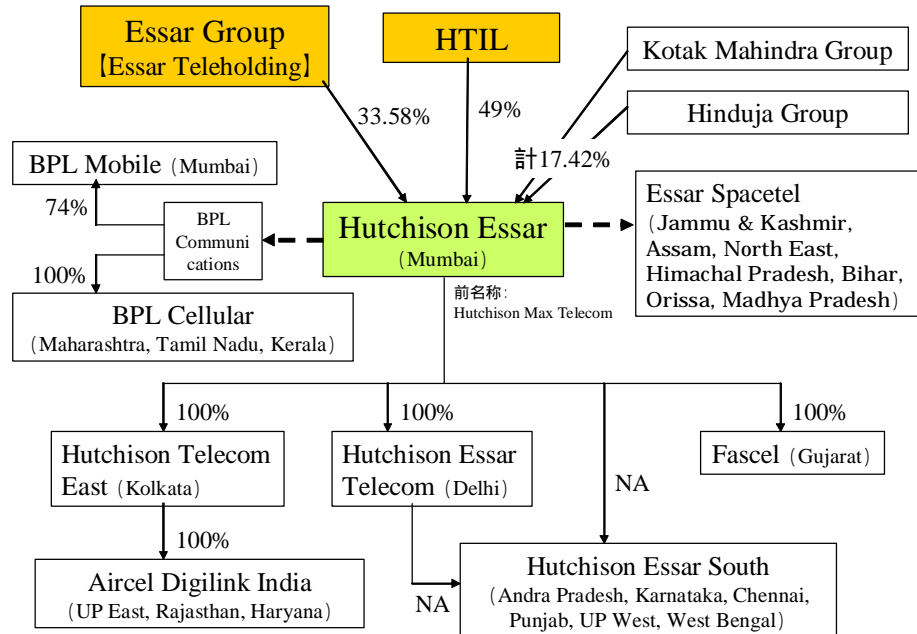 Essar Group
【Essar Teleholding】
HTIL
Kotak Mahindra Group
Hinduja Group
33.58%
49%
計17.42%
BPL Mobile (Mumbai)
74%
BPL
Communi
cations
100%
BPL Cellular
(Maharashtra, Tamil Nadu, Kerala)
Hutchison Essar
(Mumbai)
前名称:
Hutchison Max Telecom
Essar Spacetel
(Jammu & Kashmir,
Assam, North East,
Himachal Pradesh, Bihar,
Orissa, Madhya Pradesh)
100%
100%
100%
NA
Hutchison Telecom
East (Kolkata)
Hutchison Essar
Telecom (Delhi)
Fascel (Gujarat)
100%
NA
Aircel Digilink India
(UP East, Rajasthan, Haryana)
Hutchison Essar South
(Andra Pradesh, Karnataka, Chennai,
Punjab, UP West, West Bengal)